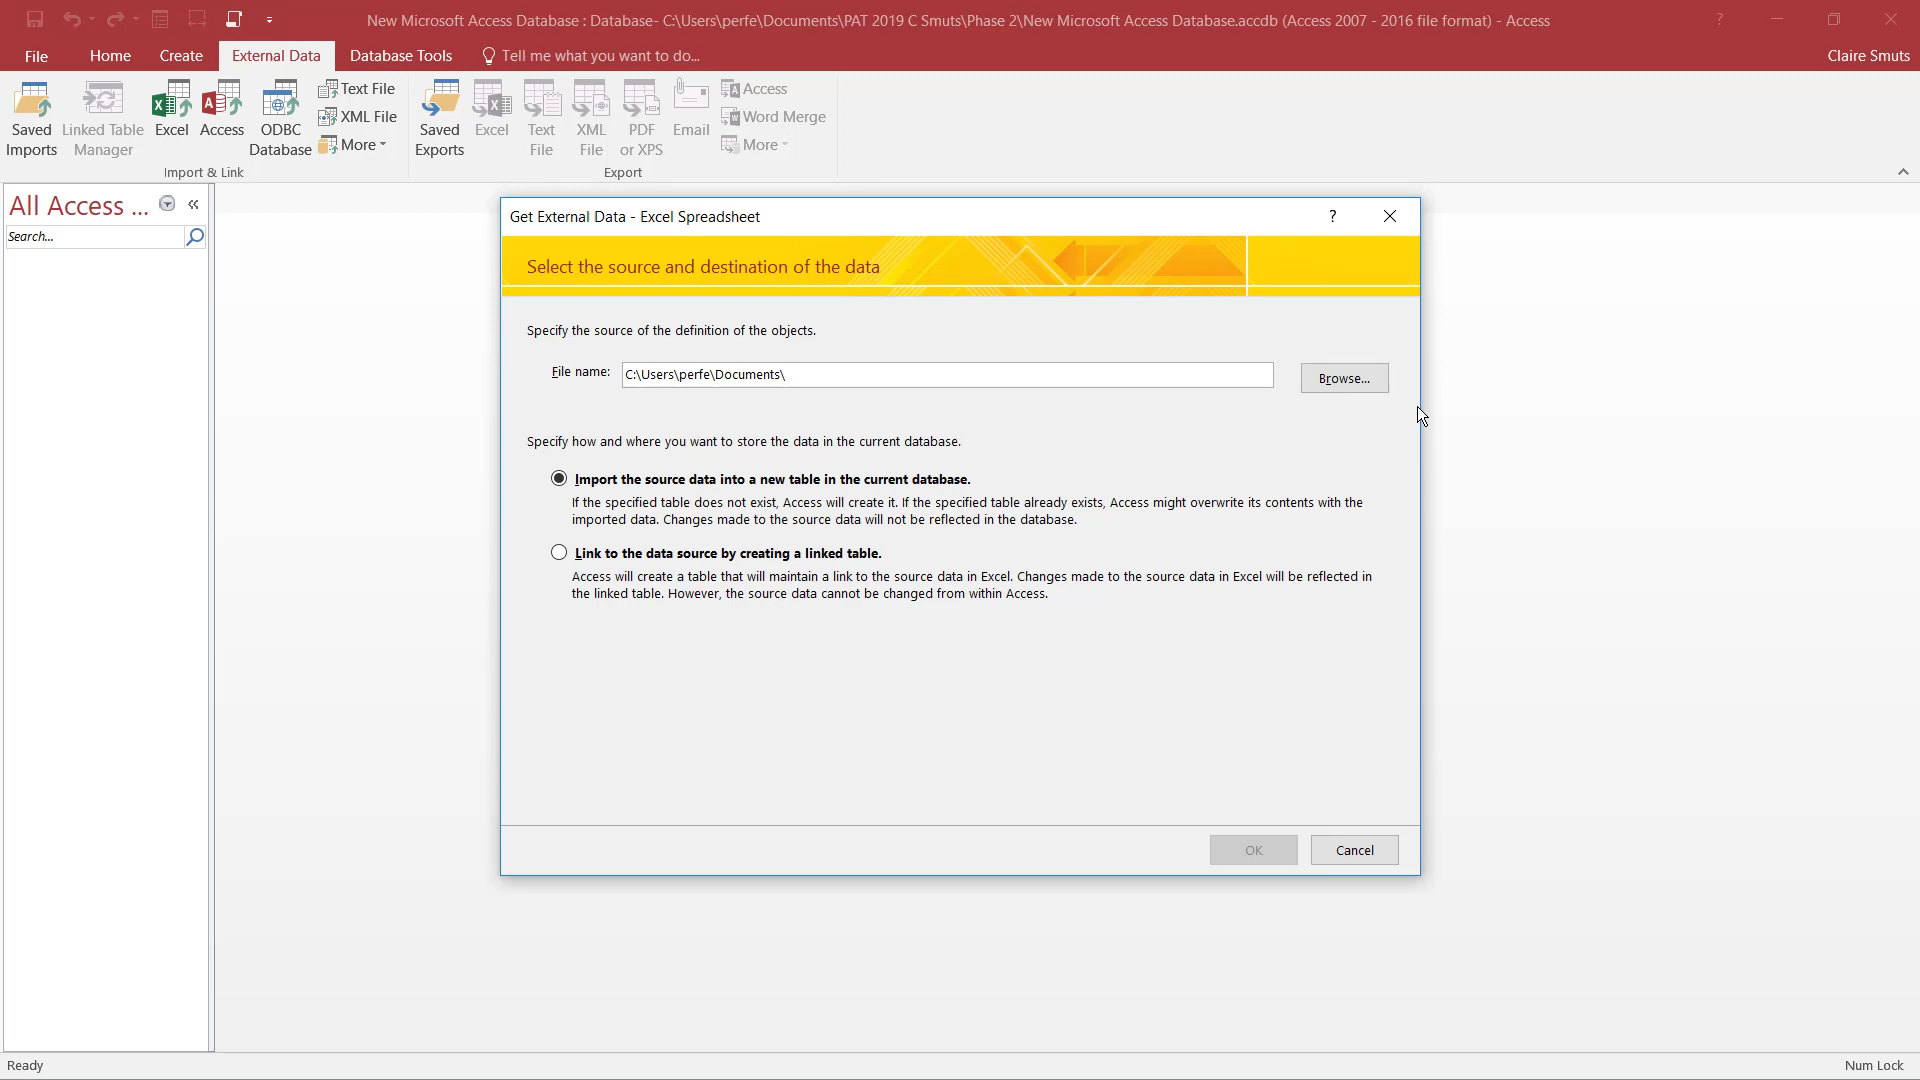 New Microsoft Access Database : Database- C:\Users\perfe\Documents\PAT 2019 C Smuts\Phase 2\New Microsoft Access Database.accdb (Access 2007 - 2016 file format) - Access
?
File Home Create External Data Database Tools Tell me what you want to do... Claire Smuts
Saved Imports
Linked Table Manager
Excel
Access
ODBC Database
Text File
XML File
More
Import & Link
Saved Exports
Excel
Text File
XML File
PDF or XPS
Email
Access
Word Merge
More
Export
All Access ...
Search...
Get External Data - Excel Spreadsheet ?
Select the source and destination of the data
Specify the source of the definition of the objects.
File name: C:\Users\perfe\Documents\ Browse...
Specify how and where you want to store the data in the current database.
Import the source data into a new table in the current database.
If the specified table does not exist, Access will create it. If the specified table already exists, Access might overwrite its contents with the
imported data. Changes made to the source data will not be reflected in the database.
Link to the data source by creating a linked table.
Access will create a table that will maintain a link to the source data in Excel. Changes made to the source data in Excel will be reflected in
the linked table. However, the source data cannot be changed from within Access.
OK Cancel
Ready Num Lock